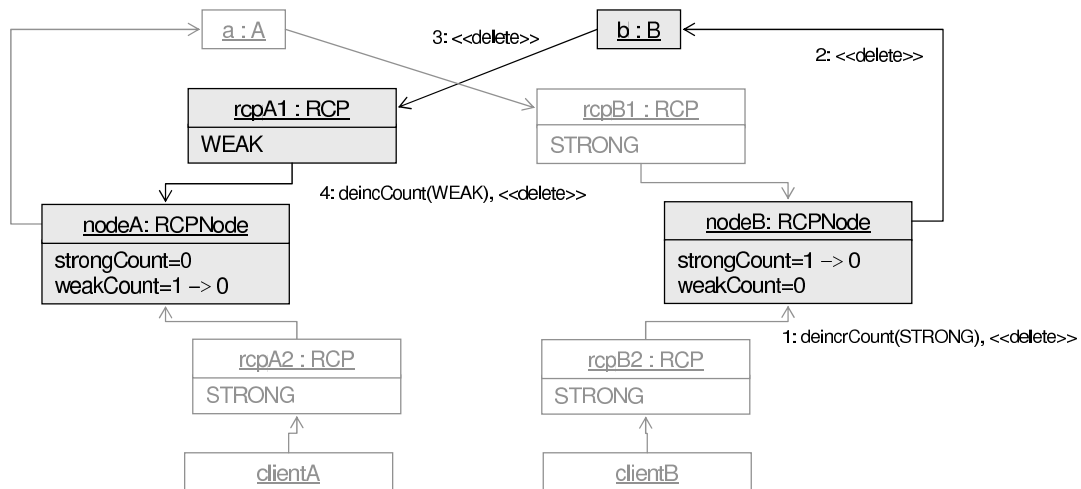 a : A
3: <<delete>>
b : B
2: <<delete>>
rcpA1 : RCP
WEAK
rcpB1 : RCP
STRONG
4: deincCount(WEAK), <<delete>>
nodeA: RCPNode
strongCount=0
weakCount=1 –> 0
nodeB: RCPNode
strongCount=1 –> 0
weakCount=0
1: deincrCount(STRONG), <<delete>>
rcpA2 : RCP
STRONG
rcpB2 : RCP
STRONG
clientA
clientB